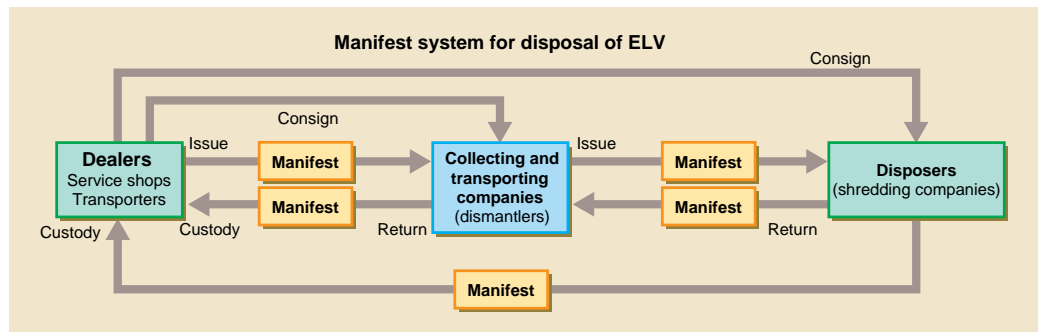 Manifest system for disposal of ELV
Consign
Consign
Issue
Issue
Dealers
Service shops
Transporters
Manifest
Collecting and
transporting
companies
(dismantlers)
Manifest
Disposers
(shredding companies)
Manifest
Manifest
Custody
Custody
Return
Return
Manifest